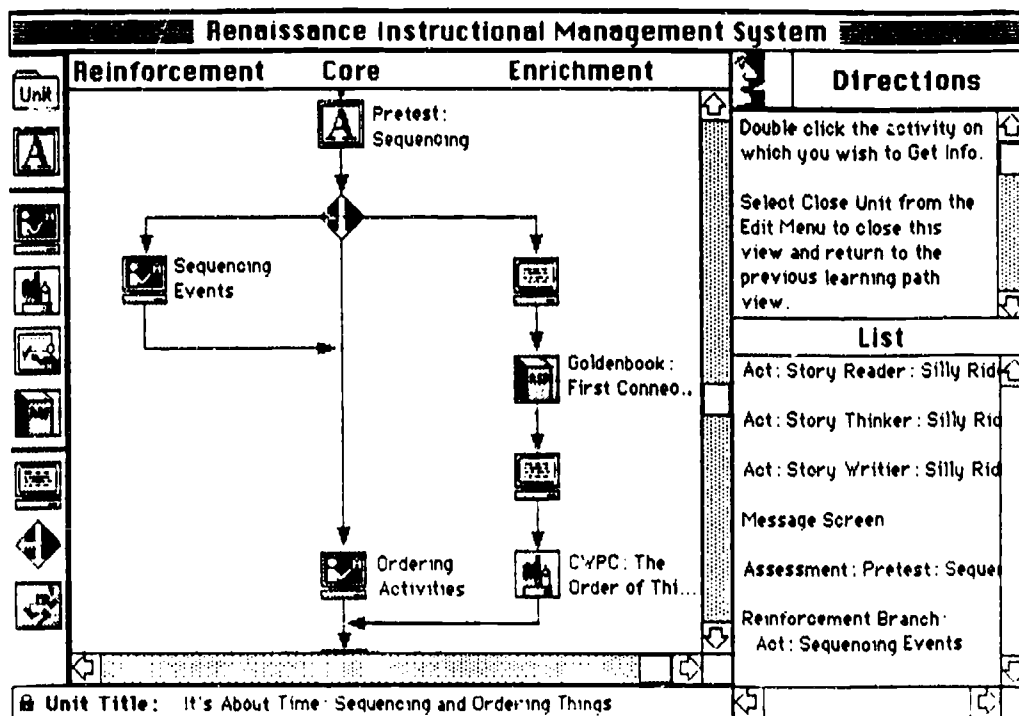 Renaissance Instructional Management System
Reinforcement Core Enrichment
Unit
A
A
Pretest:
Sequencing
Sequencing
Events
Goldenbook:
First Conneo..
Ordering
Activities
CWPC: The
Order of Thi...
Directions
Double click the activity on
which you wish to Get Info.
Select Close Unit from the
Edit Menu to close this
view and return to the
previous learning path
view.
List
Act: Story Reader: Silly Rid
Act: Story Thinker: Silly Rid
Act: Story Writier: Silly Rid
Message Screen
Assessment: Pretest: Sequen
Reinforcement Branch
Act: Sequencing Events
Unit Title: It's About Time: Sequencing and Ordering Things